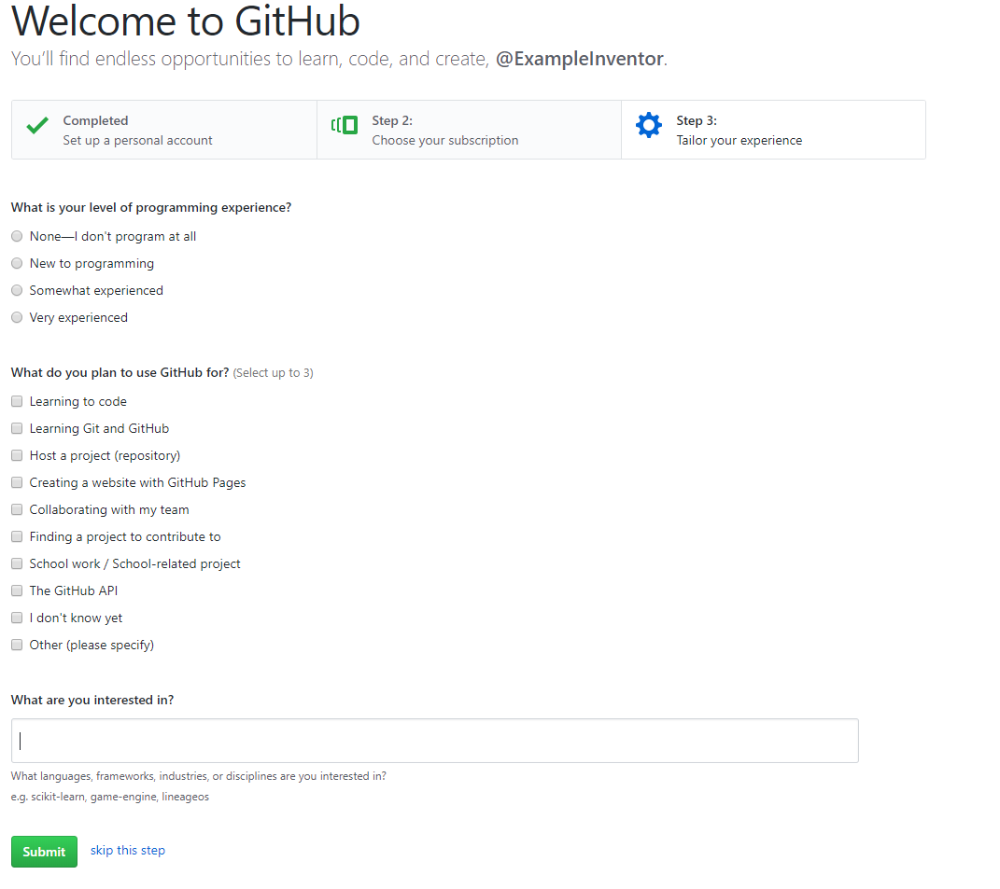 Welcome to GitHub
You’ll find endless opportunities to learn, code, and create, @ExampleInventor.
Completed
Set up a personal account
Step 2:
Choose your subscription
Step 3:
Tailor your experience
What is your level of programming experience?
None—I don't program at all
New to programming
Somewhat experienced
Very experienced
What do you plan to use GitHub for? (Select up to 3)
Learning to code
Learning Git and GitHub
Host a project (repository)
Creating a website with GitHub Pages
Collaborating with my team
Finding a project to contribute to
School work / School-related project
The GitHub API
I don't know yet
Other (please specify)
What are you interested in?
What languages, frameworks, industries, or disciplines are you interested in?
e.g. scikit-learn, game-engine, lineageos
Submit skip this step